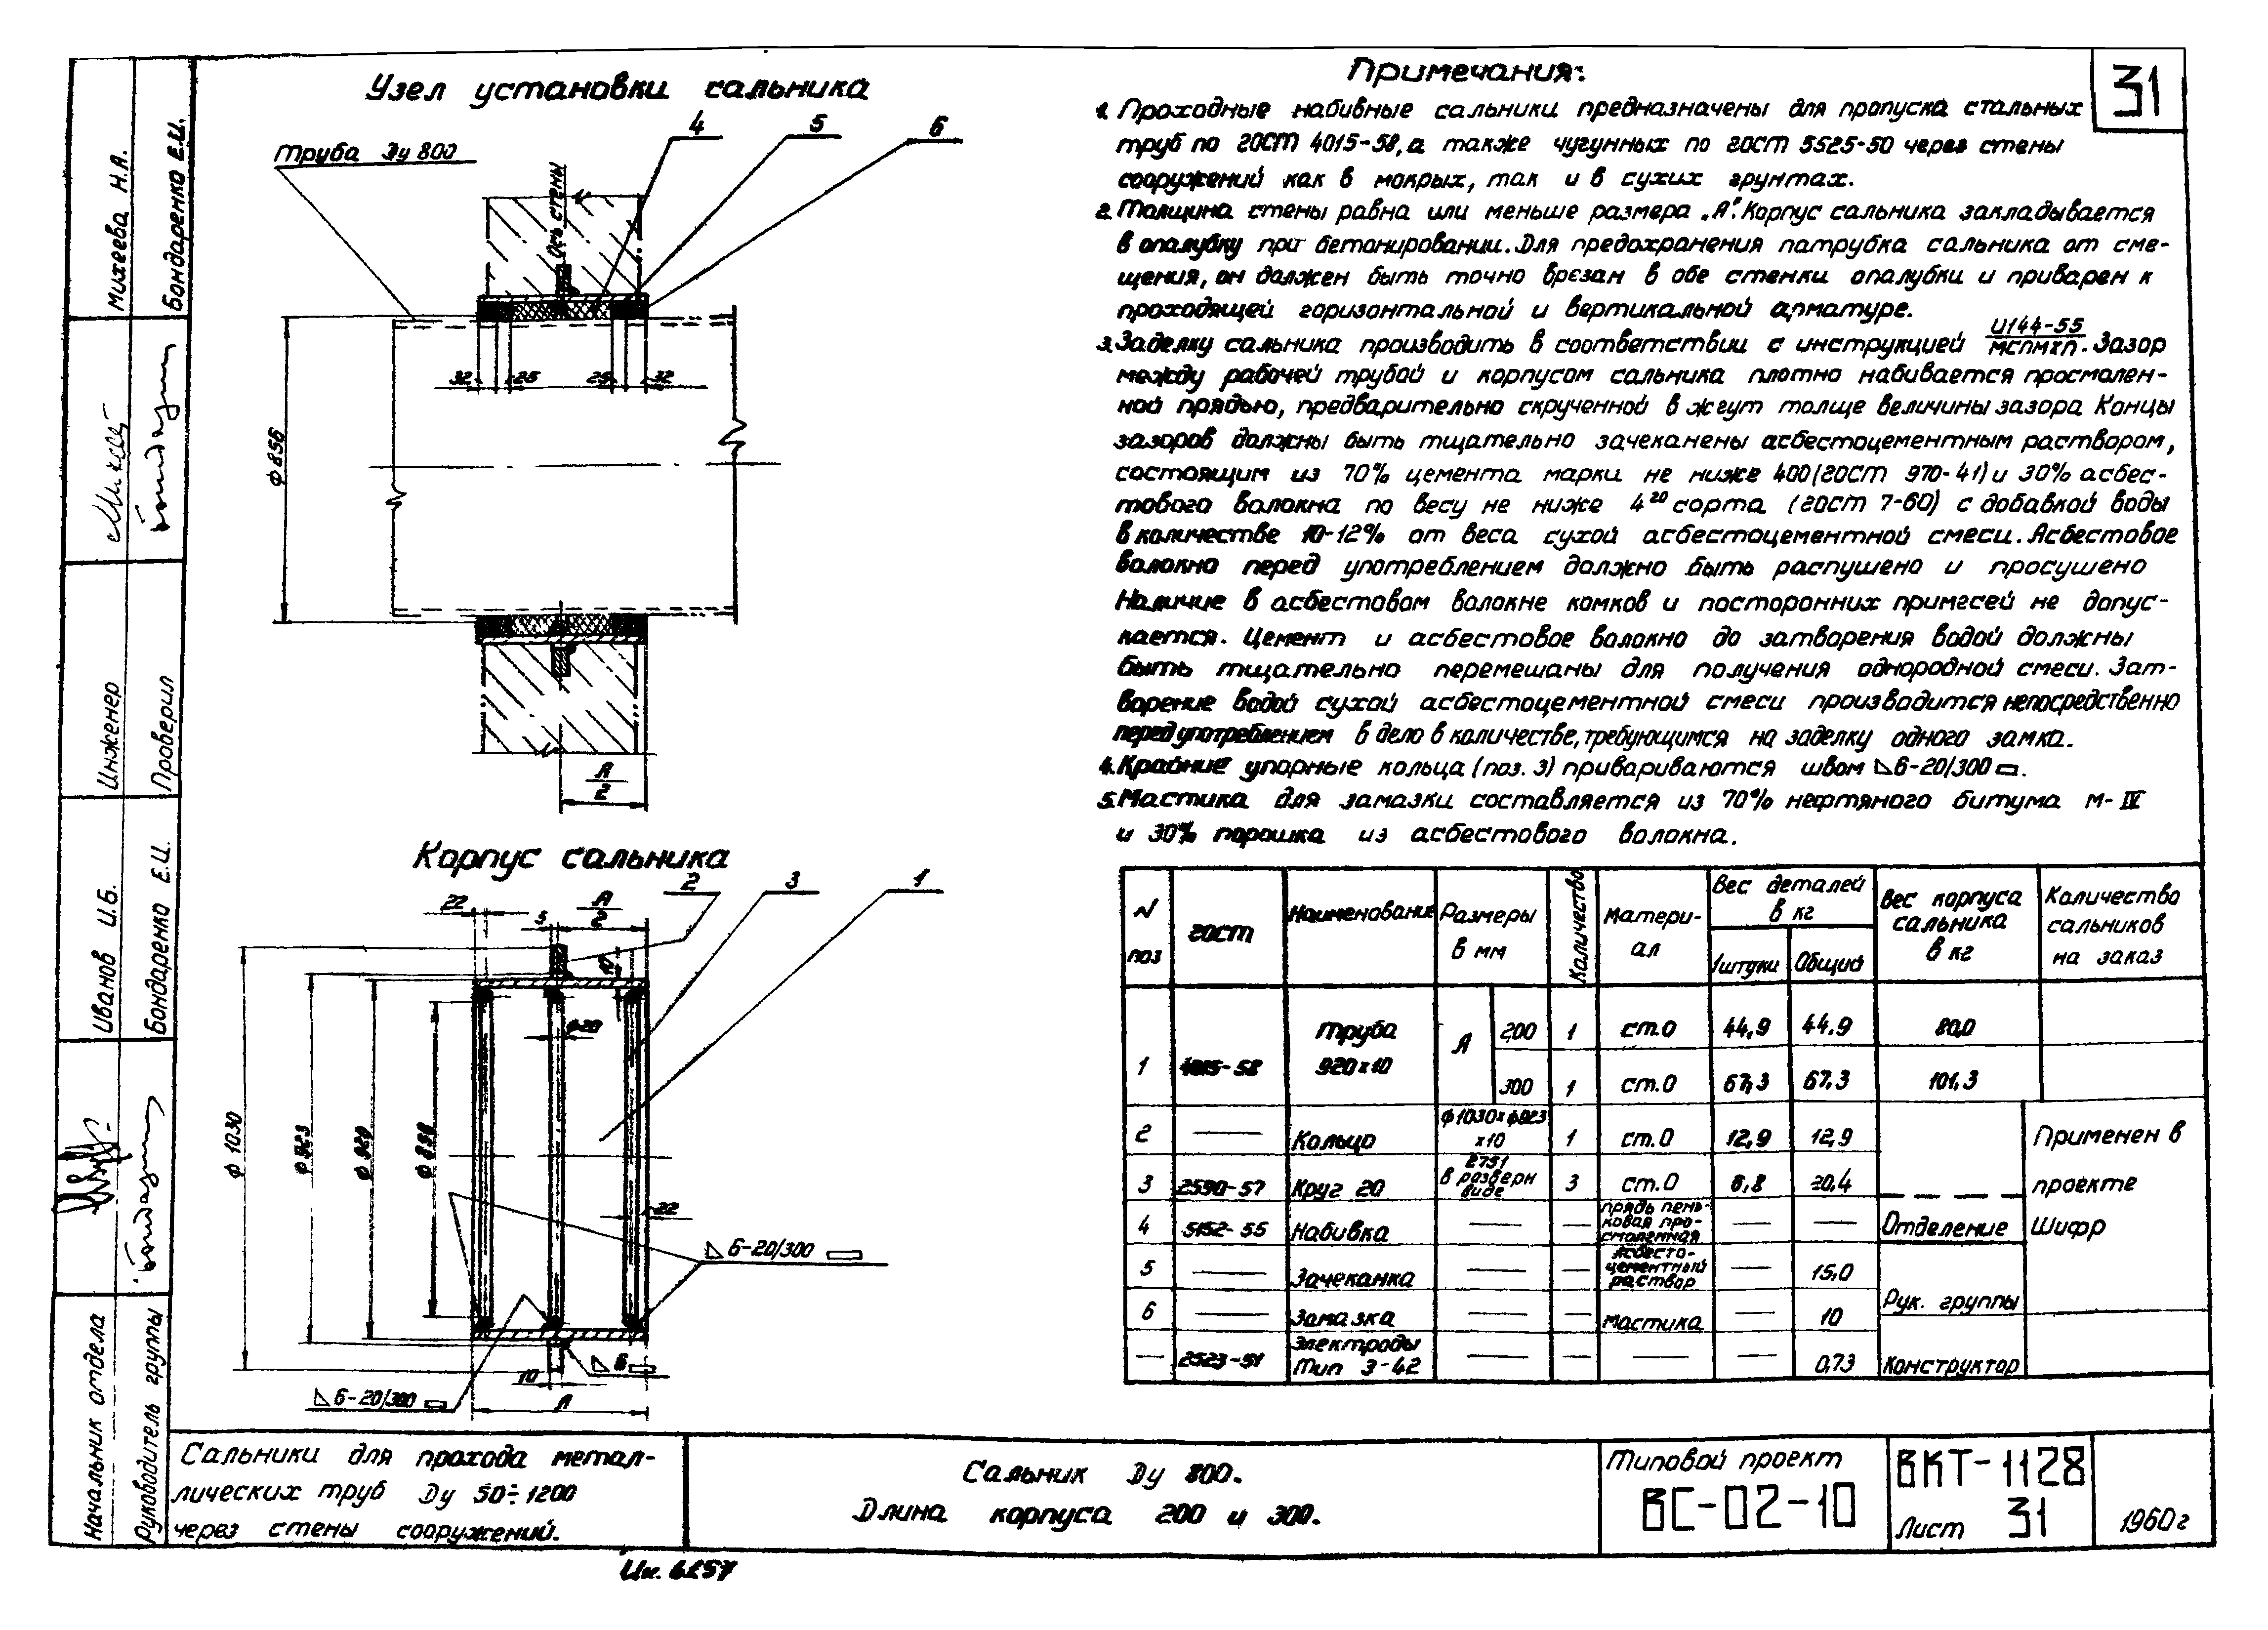 31
Узел установки сальника
Труба Ду 800
4
5
6
Ось стены
32
25
25
32
ф 856
А
2
Корпус сальника
2
3
1
22
5
А
2
10
ф 20
ф 1030
ф 923
ф 920
22
6-20/300
6
10
6-20/300
А
Примечания:
1. Проходные набивные сальники предназначены для пропуска стальных
труб по ГОСТ 4015-58, а также чугунных по ГОСТ 5525-50 через стены
сооружений как в мокрых, так и в сухих грунтах.
2. Толщина стены равна или меньше размера „А". Корпус сальника закладывается
в опалубку при бетонировании. Для предохранения патрубка сальника от сме-
щения, он должен быть точно врезан в обе стенки опалубки и приварен к
проходящей горизонтальной и вертикальной арматуре.
3. Заделку сальника производить в соответствии с инструкцией И144-55/МСПМХП. Зазор
между рабочей трубой и корпусом сальника плотно набивается просмолен-
ной прядью, предварительно скрученной в жгут толще величины зазора Концы
зазоров должны быть тщательно зачеканены асбестоцементным раствором,
состоящим из 70% цемента марки не ниже 400 (ГОСТ 970-41) и 30% асбес-
тового волокна по весу не ниже 4го сорта (ГОСТ 7-60) с добавкой воды
в количестве 10-12% от веса сухой асбестоцементной смеси. Асбестовое
волокно перед употреблением должно быть распушено и просушено
Наличие в асбестовом волокне комков и посторонних примесей не допус-
кается. Цемент и асбестовое волокно до затворения водой должны
быть тщательно перемешаны для получения однородной смеси. Зат-
ворение водой сухой асбестоцементной смеси производится непосредственно
перед употреблением в дело в количестве, требующимся на заделку одного замка.
4. Крайние упорные кольца (поз. 3) привариваются швом 6-20/300.
5. Мастика для замазки составляется из 70% нефтяного битума М-IV
и 30% порошка из асбестового волокна.
N поз ГОСТ Наименование Размеры в мм Количество Материал Вес деталей в кг 1 штуки Общий Вес корпуса сальника в кг Количество сальников на заказ
1 4015-58 Труба 920х10 А 200 1 ст.0 44,9 44.9 80,0
300 1 ст.0 67,3 67.3 101,3
2 — Кольцо ф1030хф923 х10 1 ст.0 12,9 12,9
3 2590-57 Круг 20 2751 в разверн виде 3 ст.0 6,8 20,4
4 5152-55 Набивка — — прядь пеньковая просмоленная — —
5 — Зачеканка — — Асбестоцементный раствор — 15,0
6 — Замазка — — мастика — 10
— 2523-51 Электроды Тип Э-42 — — — — 0,73
Применен в
проекте
Отделение
Шифр
Рук. группы
Конструктор
Михеева Н.А.
Бондаренко Е.И.
Инженер
Проверил
Иванов И.Б.
Бондаренко Е.И.
Начальник отдела
Руководитель группы
Сальники для прохода метал-
лических труб Ду 50÷1200
через стены сооружений.
Сальник Ду 800.
Длина корпуса 200 и 300.
Типовой проект
ВС-02-10
ВКТ-1128
Лист 31
1960г
Ин. 6257